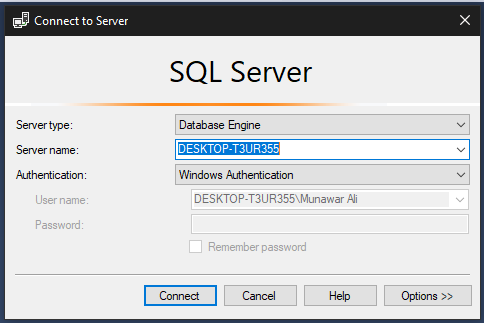 Connect to Server
SQL Server
Server type: Database Engine
Server name: DESKTOP-T3UR355
Authentication: Windows Authentication
User name: DESKTOP-T3UR355\Munawar Ali
Password:
Remember password
Connect Cancel Help Options >>